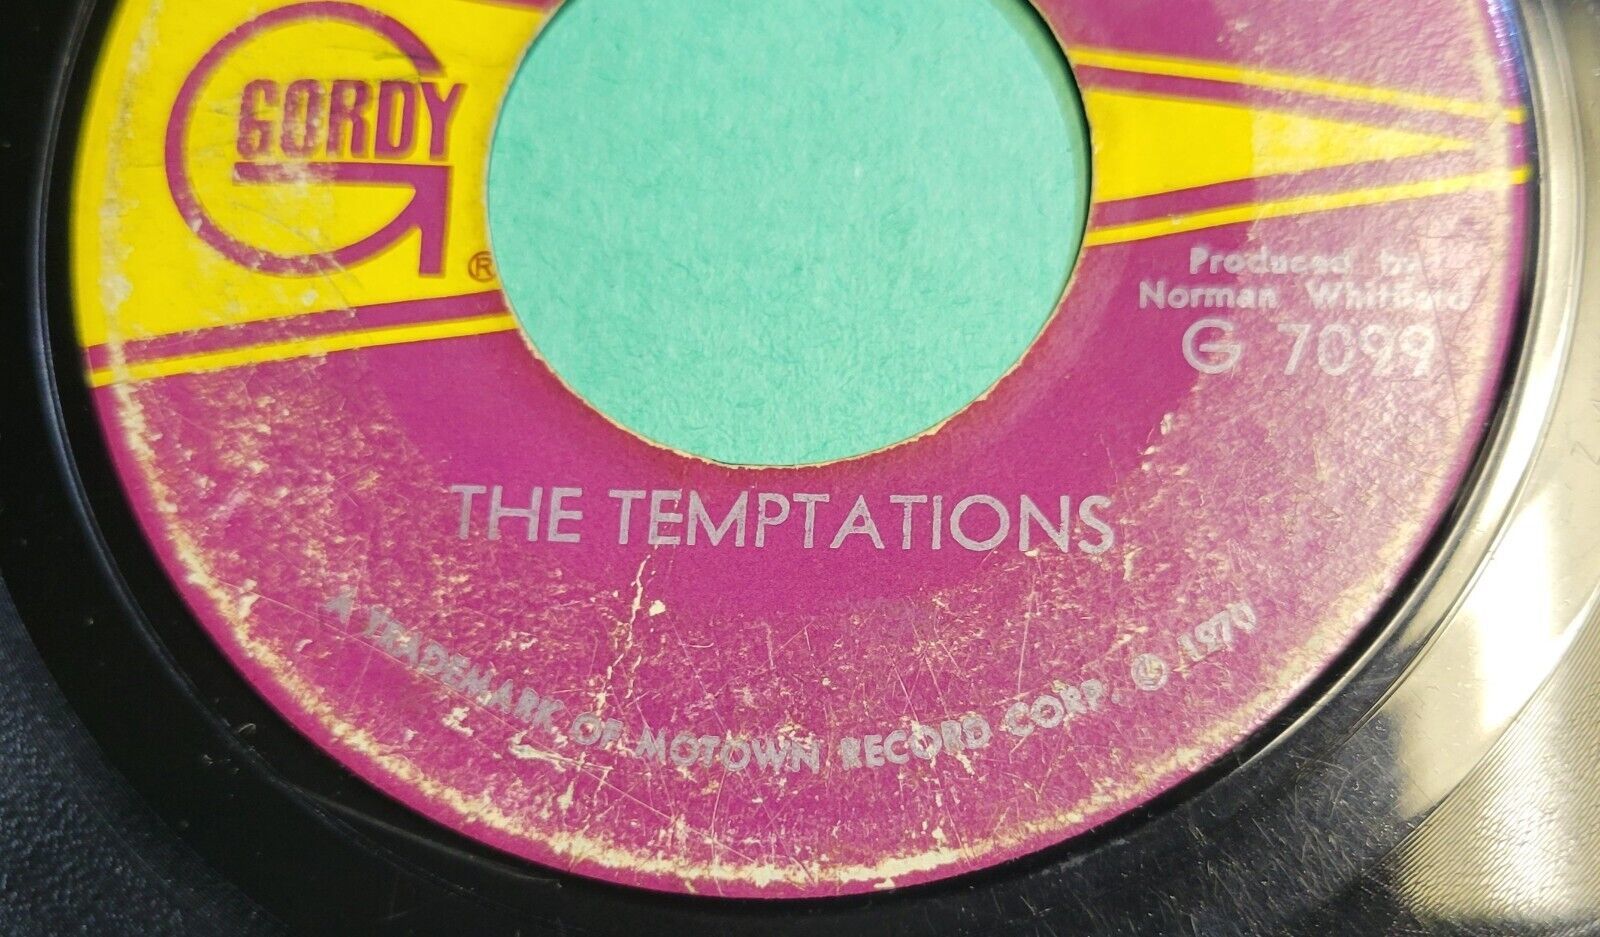 GORDY
®
Produced by
Norman Whitfield
G 7099
THE TEMPTATIONS
A TRADEMARK OF MOTOWN RECORD CORP. © 1970